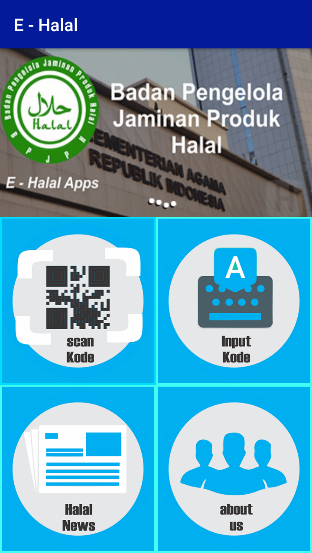 E - Halal
Badan Pengelola Jaminan Produk Halal
حلال
Halal
B P J P H
Badan Pengelola
Jaminan Produk
Halal
KEMENTERIAN AGAMA
REPUBLIK INDONESIA
E - Halal Apps
scan
Kode
A
Input
Kode
Halal
News
about
us